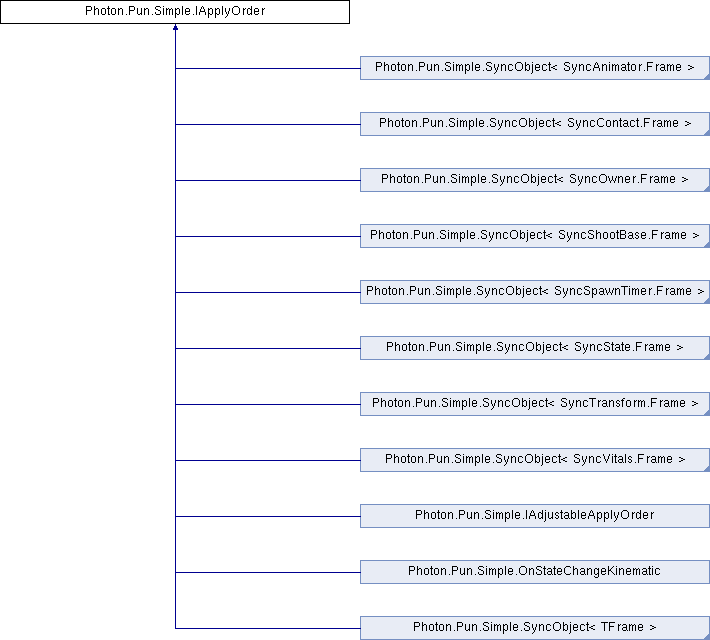 Photon.Pun.Simple.IApplyOrder
Photon.Pun.Simple.SyncObject< SyncAnimator.Frame >
Photon.Pun.Simple.SyncObject< SyncContact.Frame >
Photon.Pun.Simple.SyncObject< SyncOwner.Frame >
Photon.Pun.Simple.SyncObject< SyncShootBase.Frame >
Photon.Pun.Simple.SyncObject< SyncSpawnTimer.Frame >
Photon.Pun.Simple.SyncObject< SyncState.Frame >
Photon.Pun.Simple.SyncObject< SyncTransform.Frame >
Photon.Pun.Simple.SyncObject< SyncVitals.Frame >
Photon.Pun.Simple.IAdjustableApplyOrder
Photon.Pun.Simple.OnStateChangeKinematic
Photon.Pun.Simple.SyncObject< TFrame >